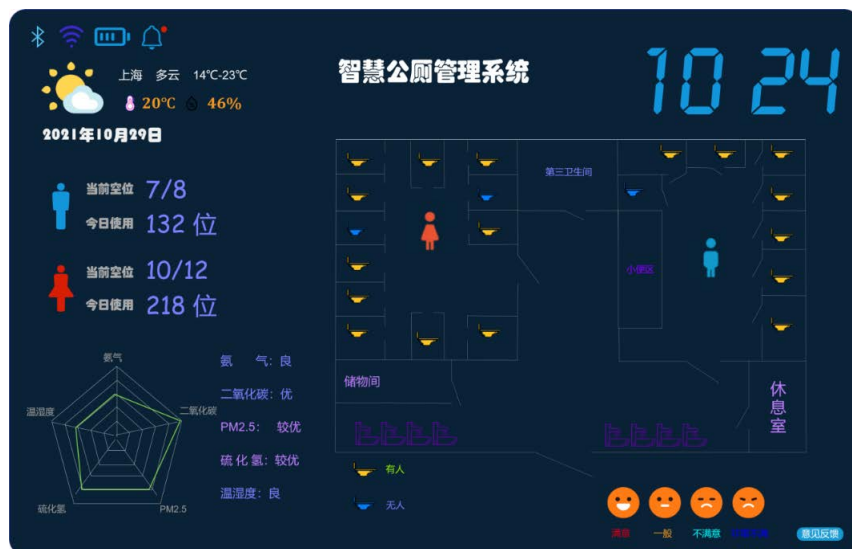 上海 多云 14℃-23℃
20℃ 46%
2021年10月29日
智慧公厕管理系统
10 24
当前空位 7/8
今日使用 132 位
当前空位 10/12
今日使用 218 位
氨气
二氧化碳
PM2.5
硫化氢
温湿度
氨 气: 良
二氧化碳: 优
PM2.5: 较优
硫 化 氢: 较优
温湿度: 良
第三卫生间
小便区
储物间
休息室
有人
无人
满意
一般
不满意
意见反馈